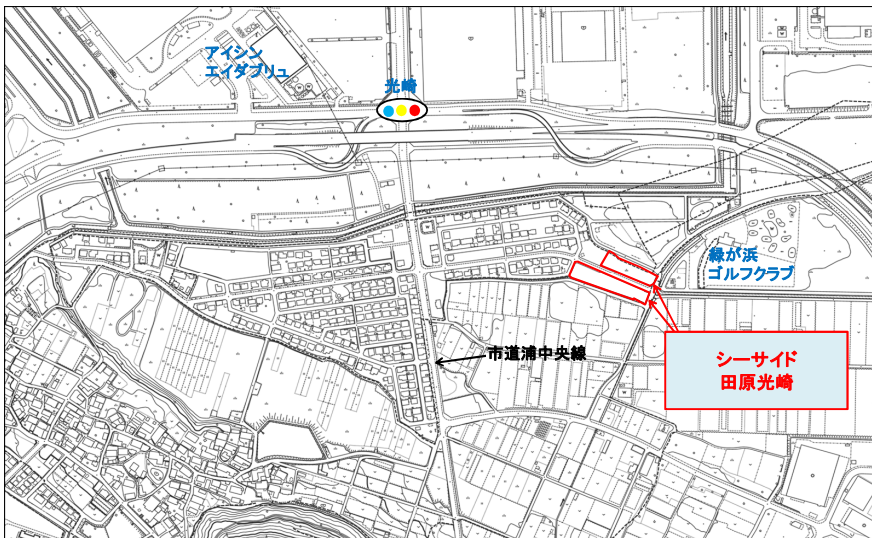 アイシン
エイダブリュ
光崎
緑が浜
ゴルフクラブ
市道浦中央線
シーサイド
田原光崎